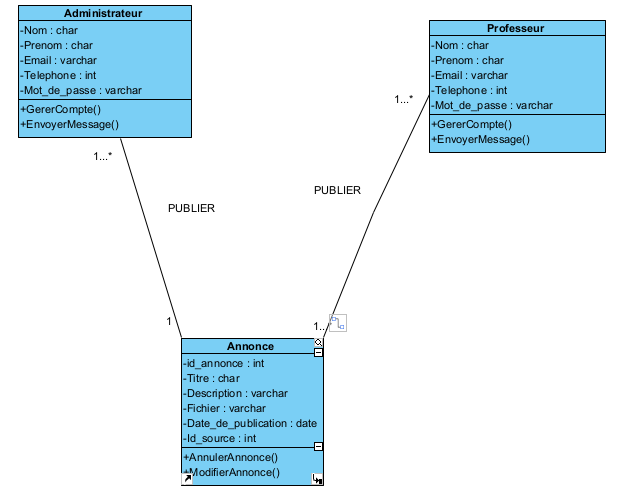 Administrateur
-Nom : char
-Prenom : char
-Email : varchar
-Telephone : int
-Mot_de_passe : varchar
+GererCompte()
+EnvoyerMessage()
Professeur
-Nom : char
-Prenom : char
-Email : varchar
-Telephone : int
-Mot_de_passe : varchar
+GererCompte()
+EnvoyerMessage()
1...*
1...*
PUBLIER
PUBLIER
1
1..
Annonce
-id_annonce : int
-Titre : char
-Description : varchar
-Fichier : varchar
-Date_de_publication : date
-Id_source : int
+AnnulerAnnonce()
+ModifierAnnonce()